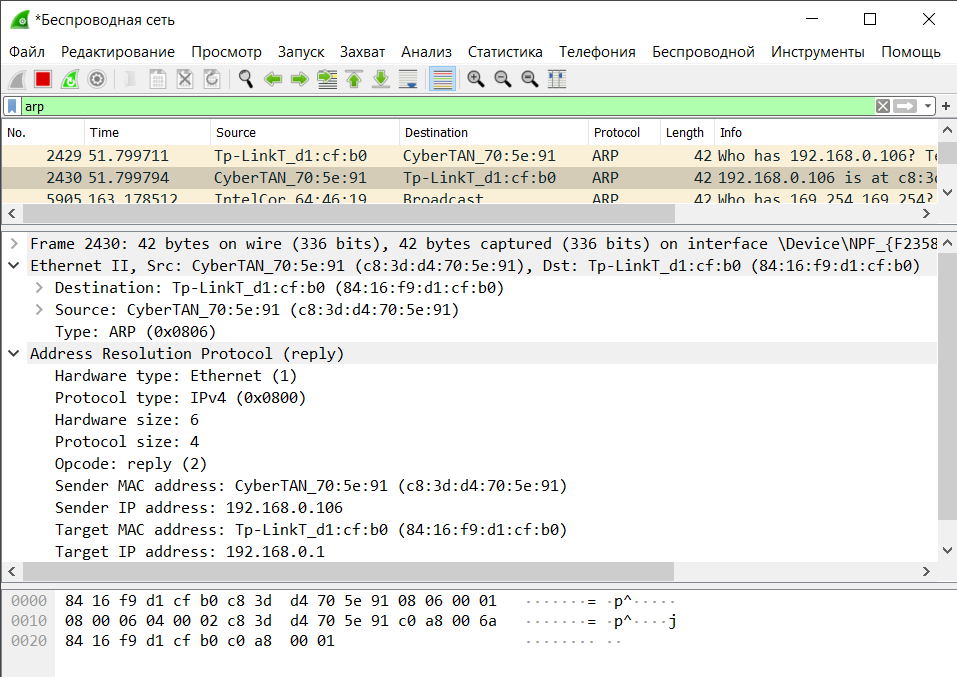 *Беспроводная сеть
Файл Редактирование Просмотр Запуск Захват Анализ Статистика Телефония Беспроводной Инструменты Помощь
arp
No. Time Source Destination Protocol Length Info
2429 51.799711 Tp-LinkT_d1:cf:b0 CyberTAN_70:5e:91 ARP 42 Who has 192.168.0.106? Te
2430 51.799794 CyberTAN_70:5e:91 Tp-LinkT_d1:cf:b0 ARP 42 192.168.0.106 is at c8:3d
5905 163.178512 IntelCor_64:46:19 Broadcast ARP 42 Who has 169.254.169.254?
Frame 2430: 42 bytes on wire (336 bits), 42 bytes captured (336 bits) on interface \Device\NPF_{F2358
Ethernet II, Src: CyberTAN_70:5e:91 (c8:3d:d4:70:5e:91), Dst: Tp-LinkT_d1:cf:b0 (84:16:f9:d1:cf:b0)
Destination: Tp-LinkT_d1:cf:b0 (84:16:f9:d1:cf:b0)
Source: CyberTAN_70:5e:91 (c8:3d:d4:70:5e:91)
Type: ARP (0x0806)
Address Resolution Protocol (reply)
Hardware type: Ethernet (1)
Protocol type: IPv4 (0x0800)
Hardware size: 6
Protocol size: 4
Opcode: reply (2)
Sender MAC address: CyberTAN_70:5e:91 (c8:3d:d4:70:5e:91)
Sender IP address: 192.168.0.106
Target MAC address: Tp-LinkT_d1:cf:b0 (84:16:f9:d1:cf:b0)
Target IP address: 192.168.0.1
0000 84 16 f9 d1 cf b0 c8 3d d4 70 5e 91 08 06 00 01 ·······= ·p^·····
0010 08 00 06 04 00 02 c8 3d d4 70 5e 91 c0 a8 00 6a ·······= ·p^····j
0020 84 16 f9 d1 cf b0 c0 a8 00 01 ········ ··